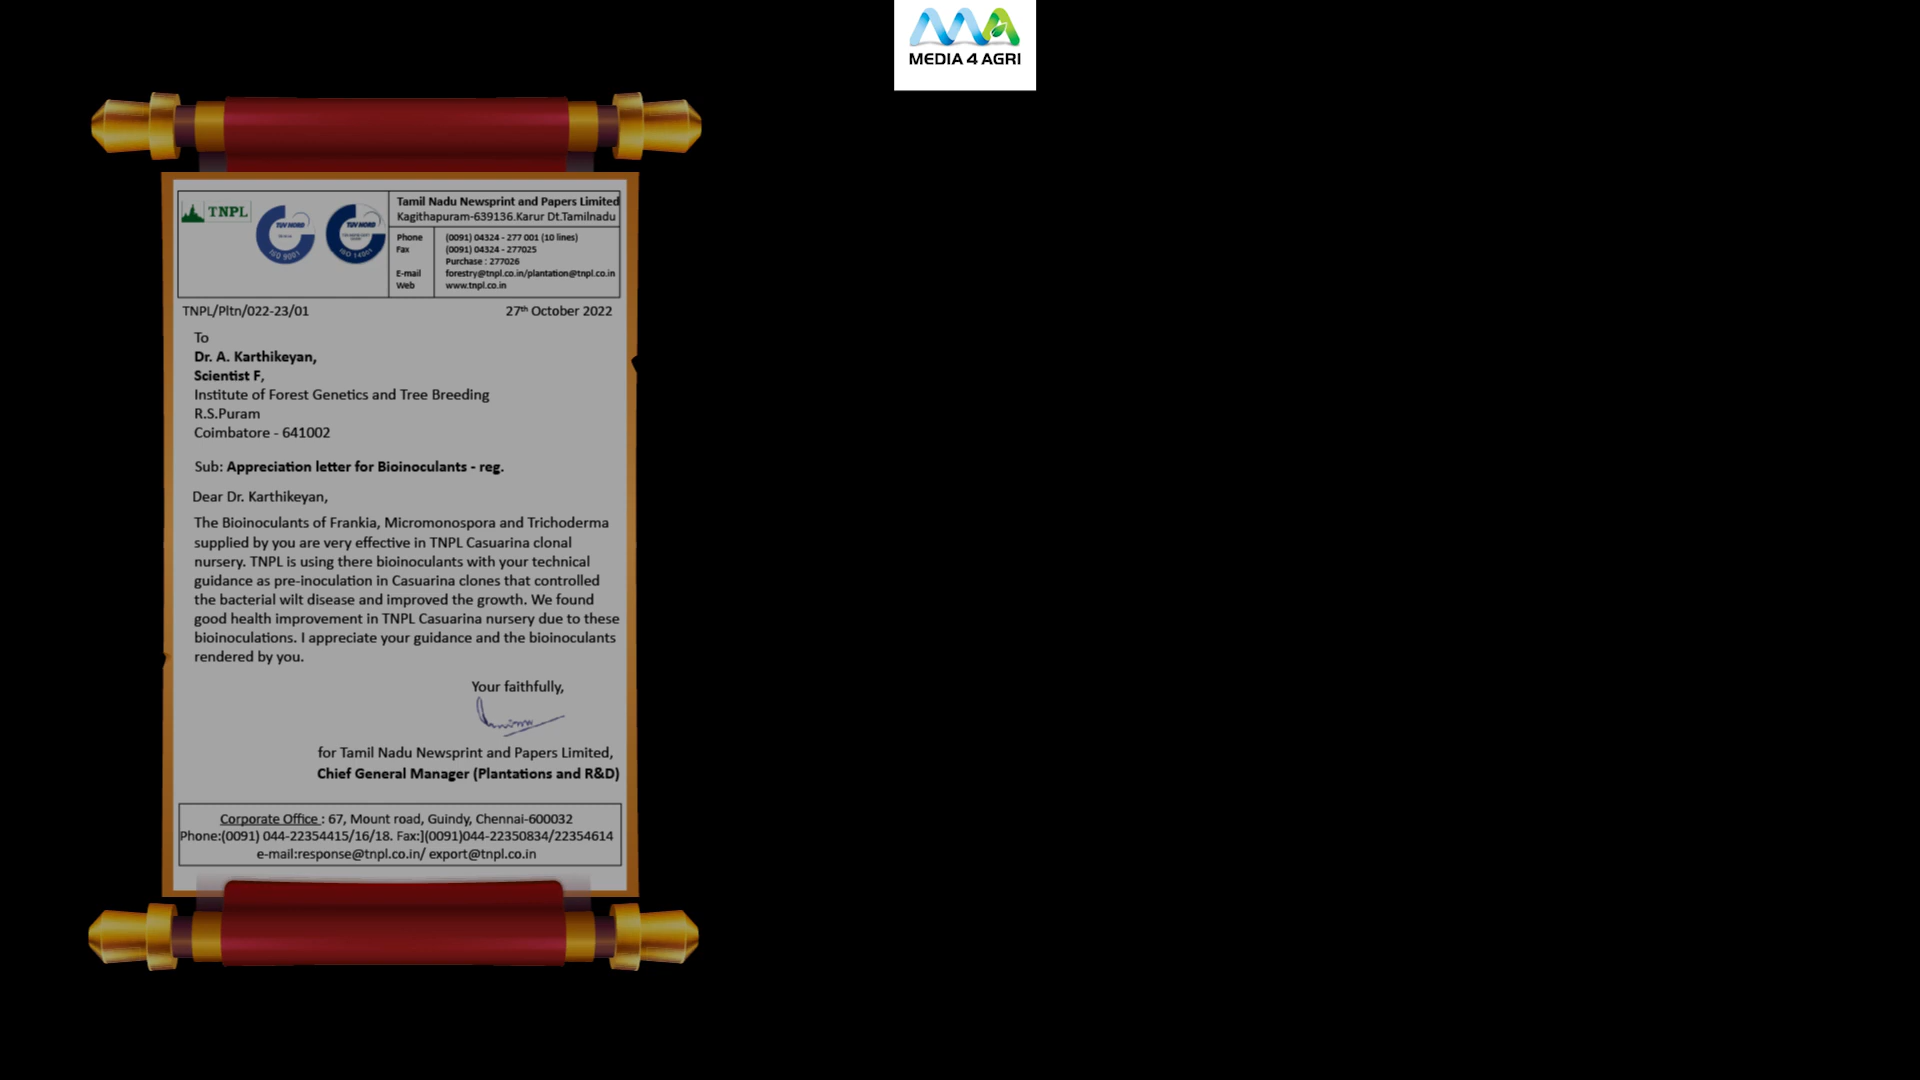 MEDIA 4 AGRI
TNPL
TUV NORD
ISO 9001
TUV NORD
ISO 14001
Tamil Nadu Newsprint and Papers Limited
Kagithapuram-639136.Karur Dt.Tamilnadu
Phone (0091) 04324 - 277 001 (10 lines)
Fax (0091) 04324 - 277025
Purchase : 277026
E-mail forestry@tnpl.co.in/plantation@tnpl.co.in
Web www.tnpl.co.in
TNPL/Pltn/022-23/01 27th October 2022
To
Dr. A. Karthikeyan,
Scientist F,
Institute of Forest Genetics and Tree Breeding
R.S.Puram
Coimbatore - 641002
Sub: Appreciation letter for Bioinoculants - reg.
Dear Dr. Karthikeyan,
The Bioinoculants of Frankia, Micromonospora and Trichoderma
supplied by you are very effective in TNPL Casuarina clonal
nursery. TNPL is using there bioinoculants with your technical
guidance as pre-inoculation in Casuarina clones that controlled
the bacterial wilt disease and improved the growth. We found
good health improvement in TNPL Casuarina nursery due to these
bioinoculations. I appreciate your guidance and the bioinoculants
rendered by you.
Your faithfully,
for Tamil Nadu Newsprint and Papers Limited,
Chief General Manager (Plantations and R&D)
Corporate Office : 67, Mount road, Guindy, Chennai-600032
Phone:(0091) 044-22354415/16/18. Fax:](0091)044-22350834/22354614
e-mail:response@tnpl.co.in/ export@tnpl.co.in